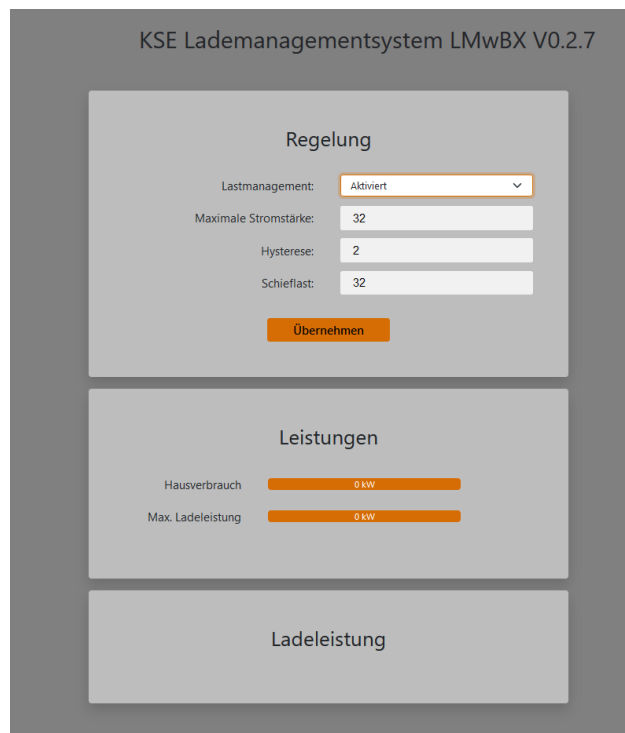 KSE Lademanagementsystem LMwBX V0.2.7
Regelung
Lastmanagement: Aktiviert
Maximale Stromstärke: 32
Hysterese: 2
Schieflast: 32
Übernehmen
Leistungen
Hausverbrauch 0 kW
Max. Ladeleistung 0 kW
Ladeleistung